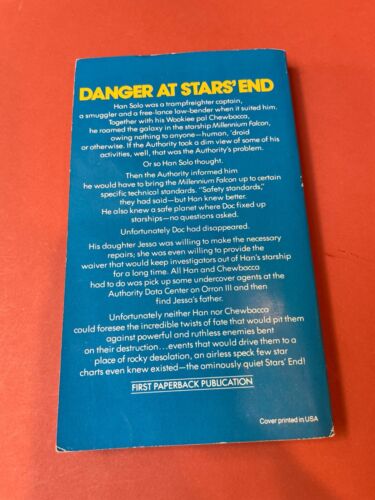 DANGER AT STARS' END
Han Solo was a trampfreighter captain,
a smuggler and a free-lance law-bender when it suited him.
Together with his Wookiee pal Chewbacca,
he roamed the galaxy in the starship Millennium Falcon,
owing nothing to anyone—human, 'droid
or otherwise. If the Authority took a dim view of some of his
activities, well, that was the Authority's problem.
Or so Han Solo thought.
Then the Authority informed him
he would have to bring the Millennium Falcon up to certain
specific technical standards. "Safety standards,"
they had said—but Han knew better.
He also knew a safe planet where Doc fixed up
starships—no questions asked.
Unfortunately Doc had disappeared.
His daughter Jessa was willing to make the necessary
repairs; she was even willing to provide the
waiver that would keep investigators out of Han's starship
for a long time. All Han and Chewbacca
had to do was pick up some undercover agents at the
Authority Data Center on Orron III and then
find Jessa's father.
Unfortunately neither Han nor Chewbacca
could foresee the incredible twists of fate that would pit them
against powerful and ruthless enemies bent
on their destruction...events that would drive them to a
place of rocky desolation, an airless speck few star
charts even knew existed—the ominously quiet Stars' End!
FIRST PAPERBACK PUBLICATION
Cover printed in USA